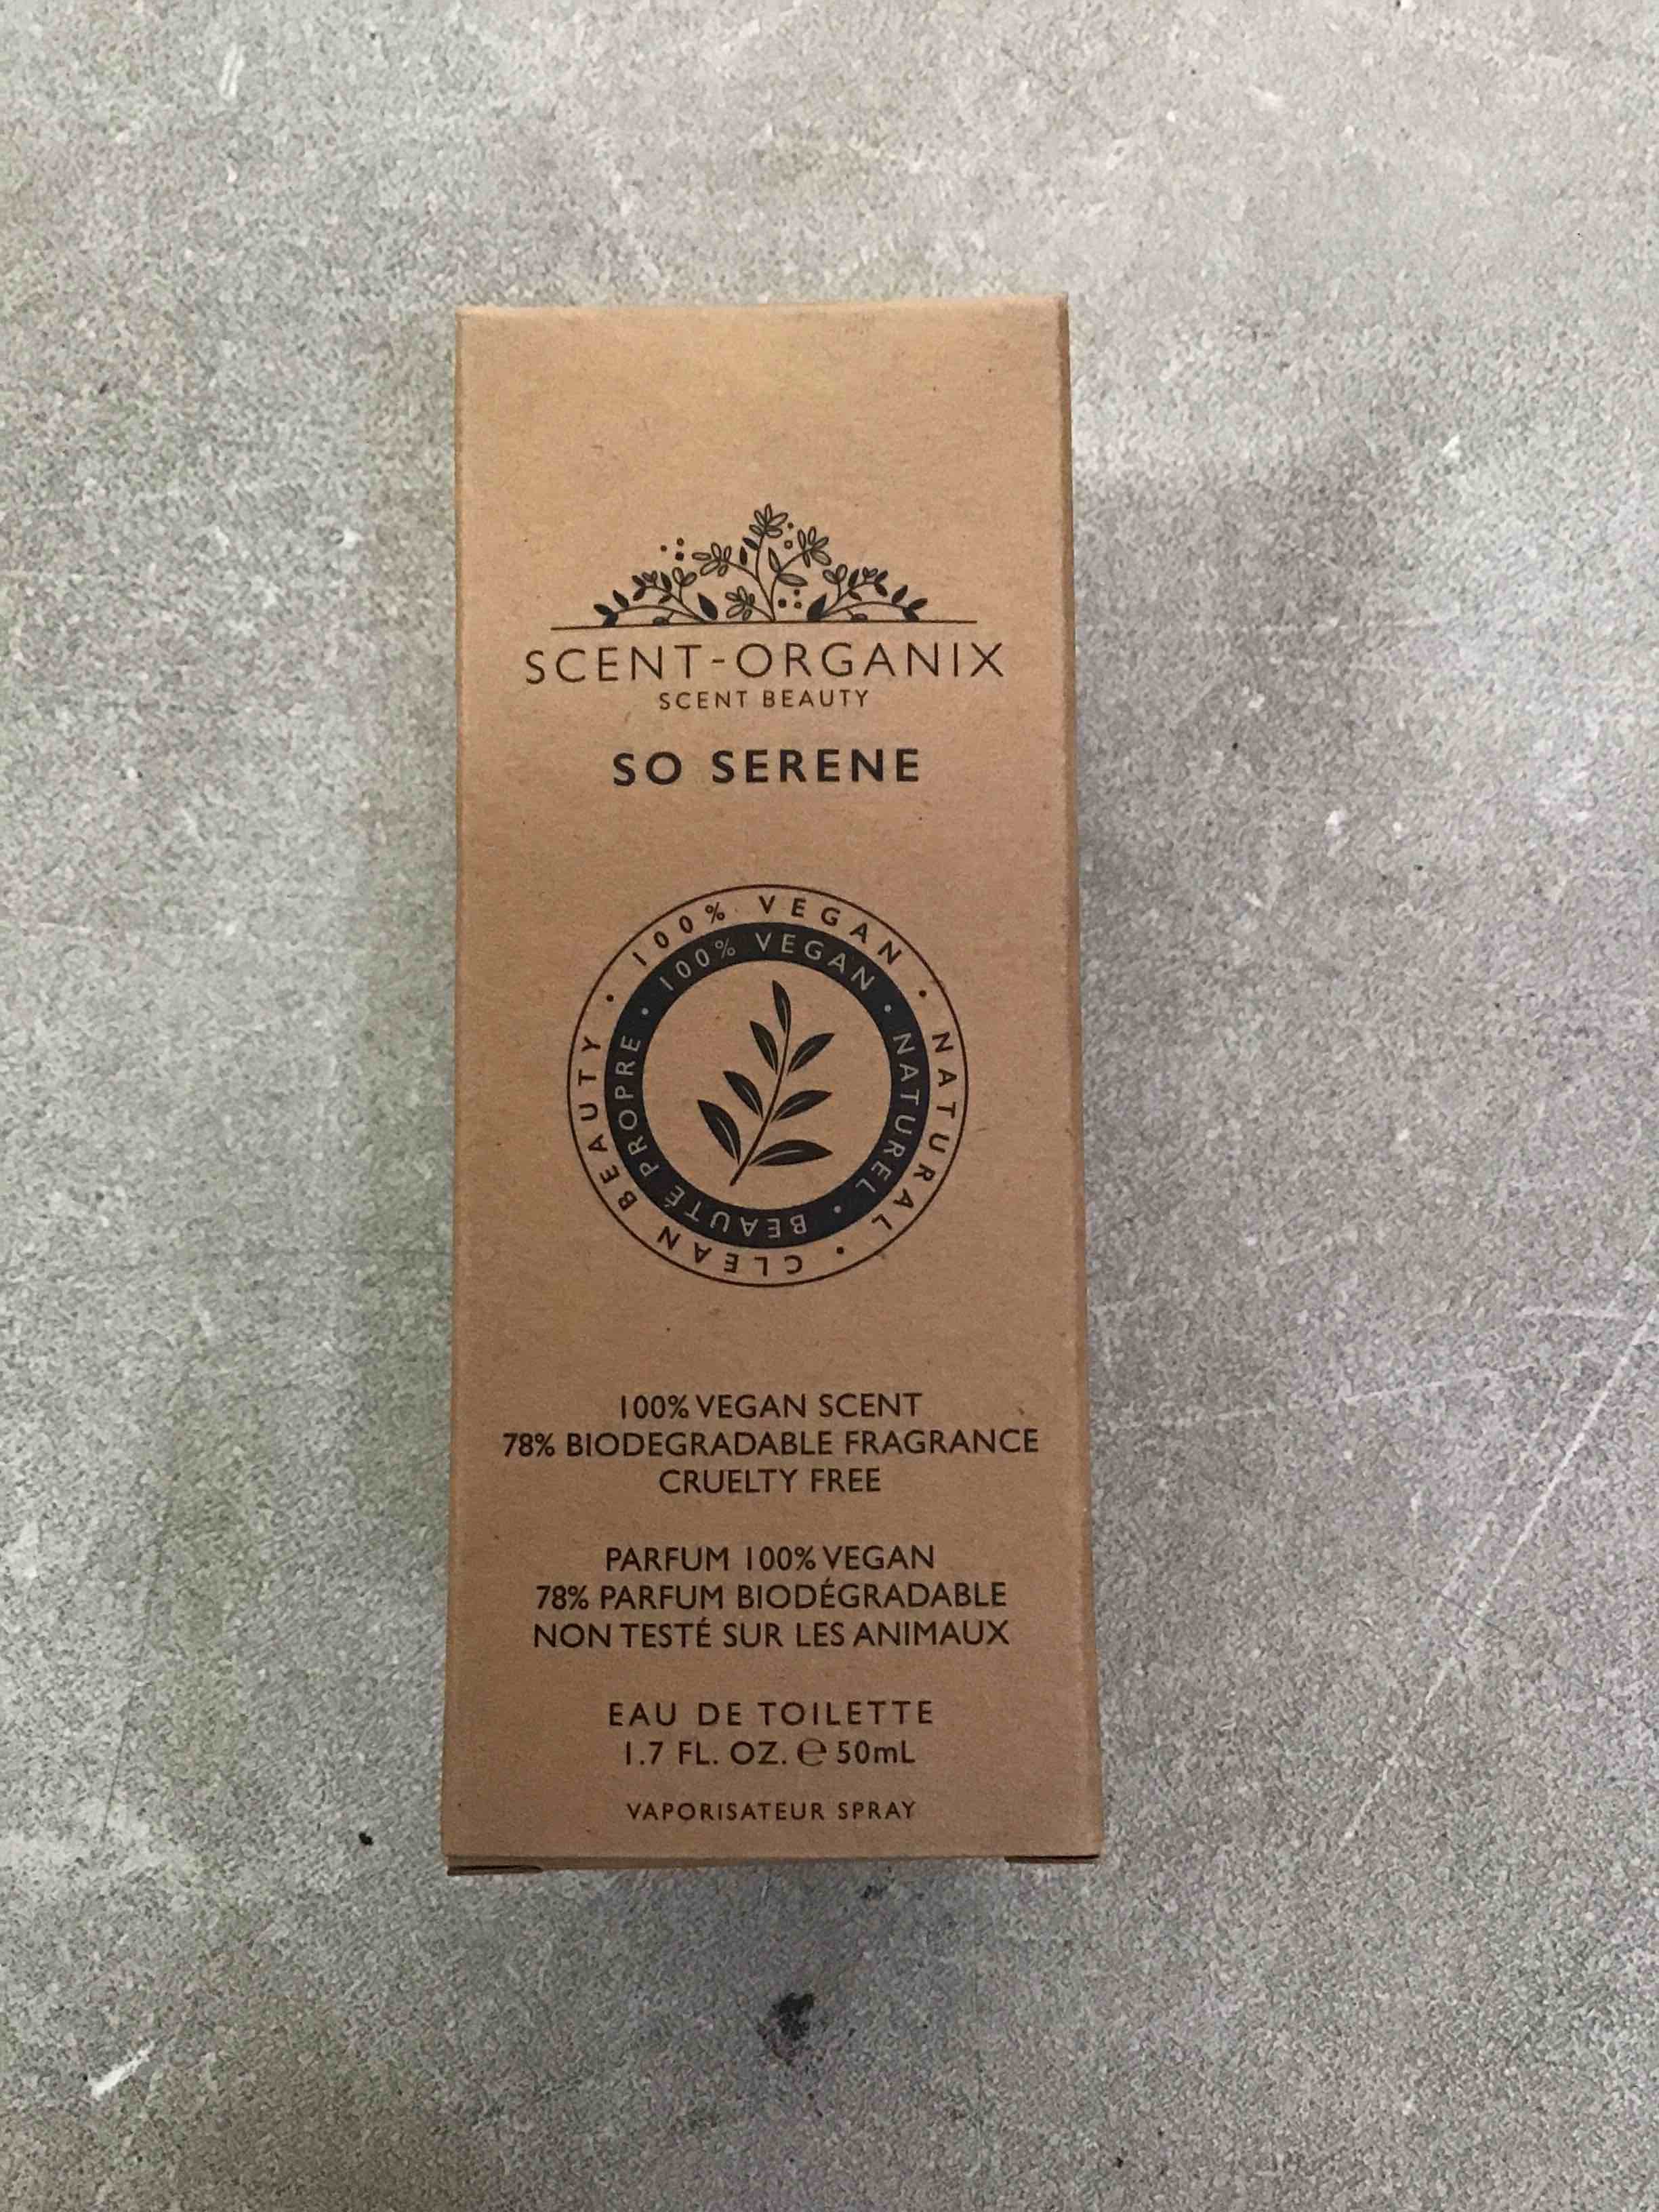 SCENT-ORGANIX
SCENT BEAUTY
SO SERENE
100% VEGAN • NATURAL • CLEAN BEAUTY •
100% VEGAN • NATUREL • BEAUTÉ PROPRE •
100% VEGAN SCENT
78% BIODEGRADABLE FRAGRANCE
CRUELTY FREE
PARFUM 100% VEGAN
78% PARFUM BIODÉGRADABLE
NON TESTÉ SUR LES ANIMAUX
EAU DE TOILETTE
1.7 FL. OZ. ℮ 50mL
VAPORISATEUR SPRAY